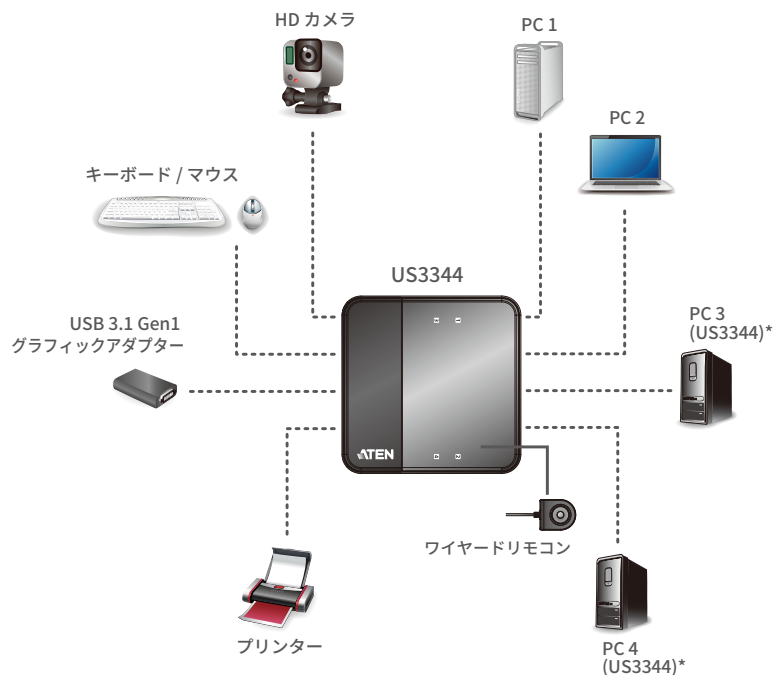 HD カメラ
PC 1
PC 2
キーボード / マウス
US3344
USB 3.1 Gen1
グラフィックアダプター
PC 3
(US3344)*
ATEN
ワイヤードリモコン
プリンター
PC 4
(US3344)*